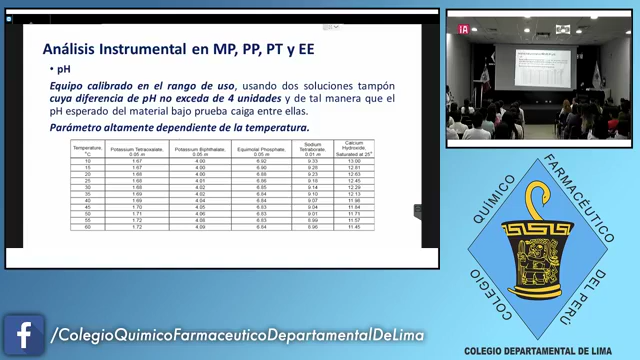 Análisis Instrumental en MP, PP, PT y EE
• pH
Equipo calibrado en el rango de uso, usando dos soluciones tampón
cuya diferencia de pH no exceda de 4 unidades y de tal manera que el
pH esperado del material bajo prueba caiga entre ellas.
Parámetro altamente dependiente de la temperatura.
Temperature, °C Potassium Tetraoxalate, 0.05 m Potassium Biphthalate, 0.05 m Equimolal Phosphate, 0.05 m Sodium Tetraborate, 0.01 m Calcium Hydroxide, Saturated at 25°
10 1.67 4.00 6.92 9.33 13.00
15 1.67 4.00 6.90 9.28 12.81
20 1.68 4.00 6.88 9.23 12.63
25 1.68 4.01 6.86 9.18 12.45
30 1.68 4.02 6.85 9.14 12.29
35 1.69 4.02 6.84 9.10 12.13
40 1.69 4.04 6.84 9.07 11.98
45 1.70 4.05 6.83 9.04 11.84
50 1.71 4.06 6.83 9.01 11.71
55 1.72 4.08 6.83 8.99 11.57
60 1.72 4.09 6.84 8.96 11.45
COLEGIO QUÍMICO FARMACÉUTICO DEL PERÚ
COLEGIO DEPARTAMENTAL DE LIMA
f /ColegioQuimicoFarmaceuticoDepartamentalDeLima